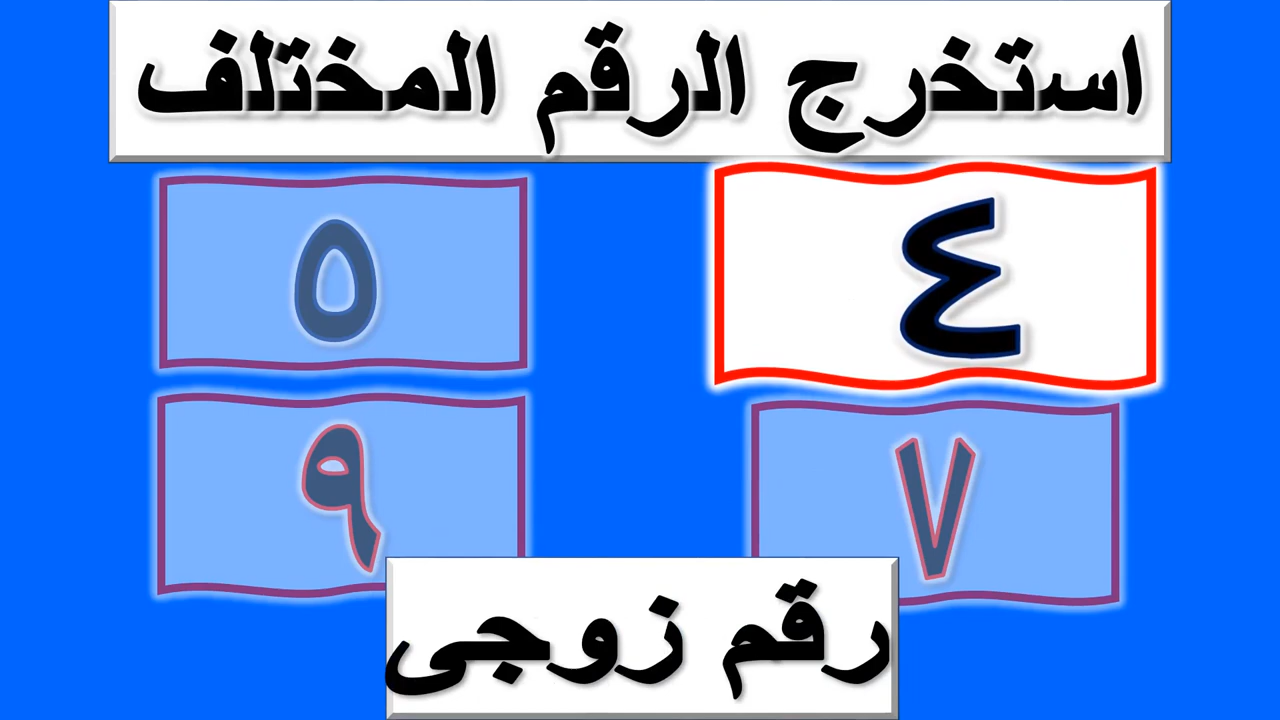 استخرج الرقم المختلف
٤
٥
٧
٩
رقم زوجى